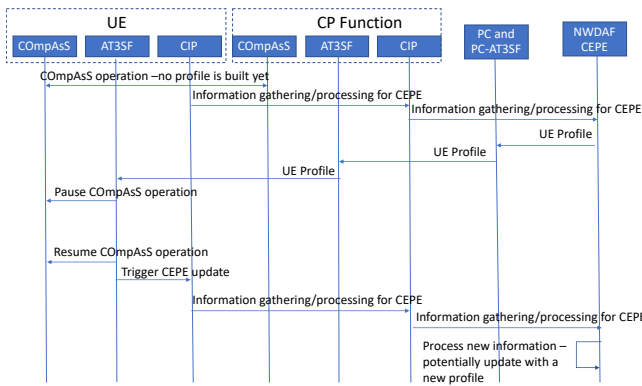 UE
CP Function
COmpAsS
AT3SF
CIP
COmpAsS
AT3SF
CIP
PC and
PC-AT3SF
NWDAF
CEPE
COmpAsS operation –no profile is built yet
Information gathering/processing for CEPE
Information gathering/processing for CEPE
UE Profile
UE Profile
UE Profile
Pause COmpAsS operation
Resume COmpAsS operation
Trigger CEPE update
Information gathering/processing for CEPE
Information gathering/processing for CEPE
Process new information –
potentially update with a
new profile